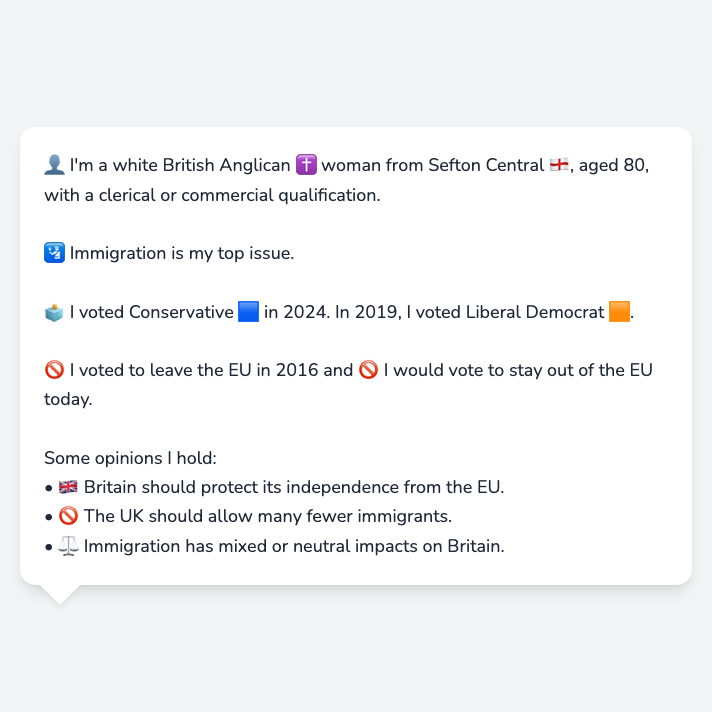 👤 I'm a white British Anglican ✝️ woman from Sefton Central 🏴󠁧󠁢󠁥󠁮󠁧󠁿, aged 80,
with a clerical or commercial qualification.
🛂 Immigration is my top issue.
🗳️ I voted Conservative 🟦 in 2024. In 2019, I voted Liberal Democrat 🟧.
🚫 I voted to leave the EU in 2016 and 🚫 I would vote to stay out of the EU
today.
Some opinions I hold:
• 🇬🇧 Britain should protect its independence from the EU.
• 🚫 The UK should allow many fewer immigrants.
• ⚖️ Immigration has mixed or neutral impacts on Britain.